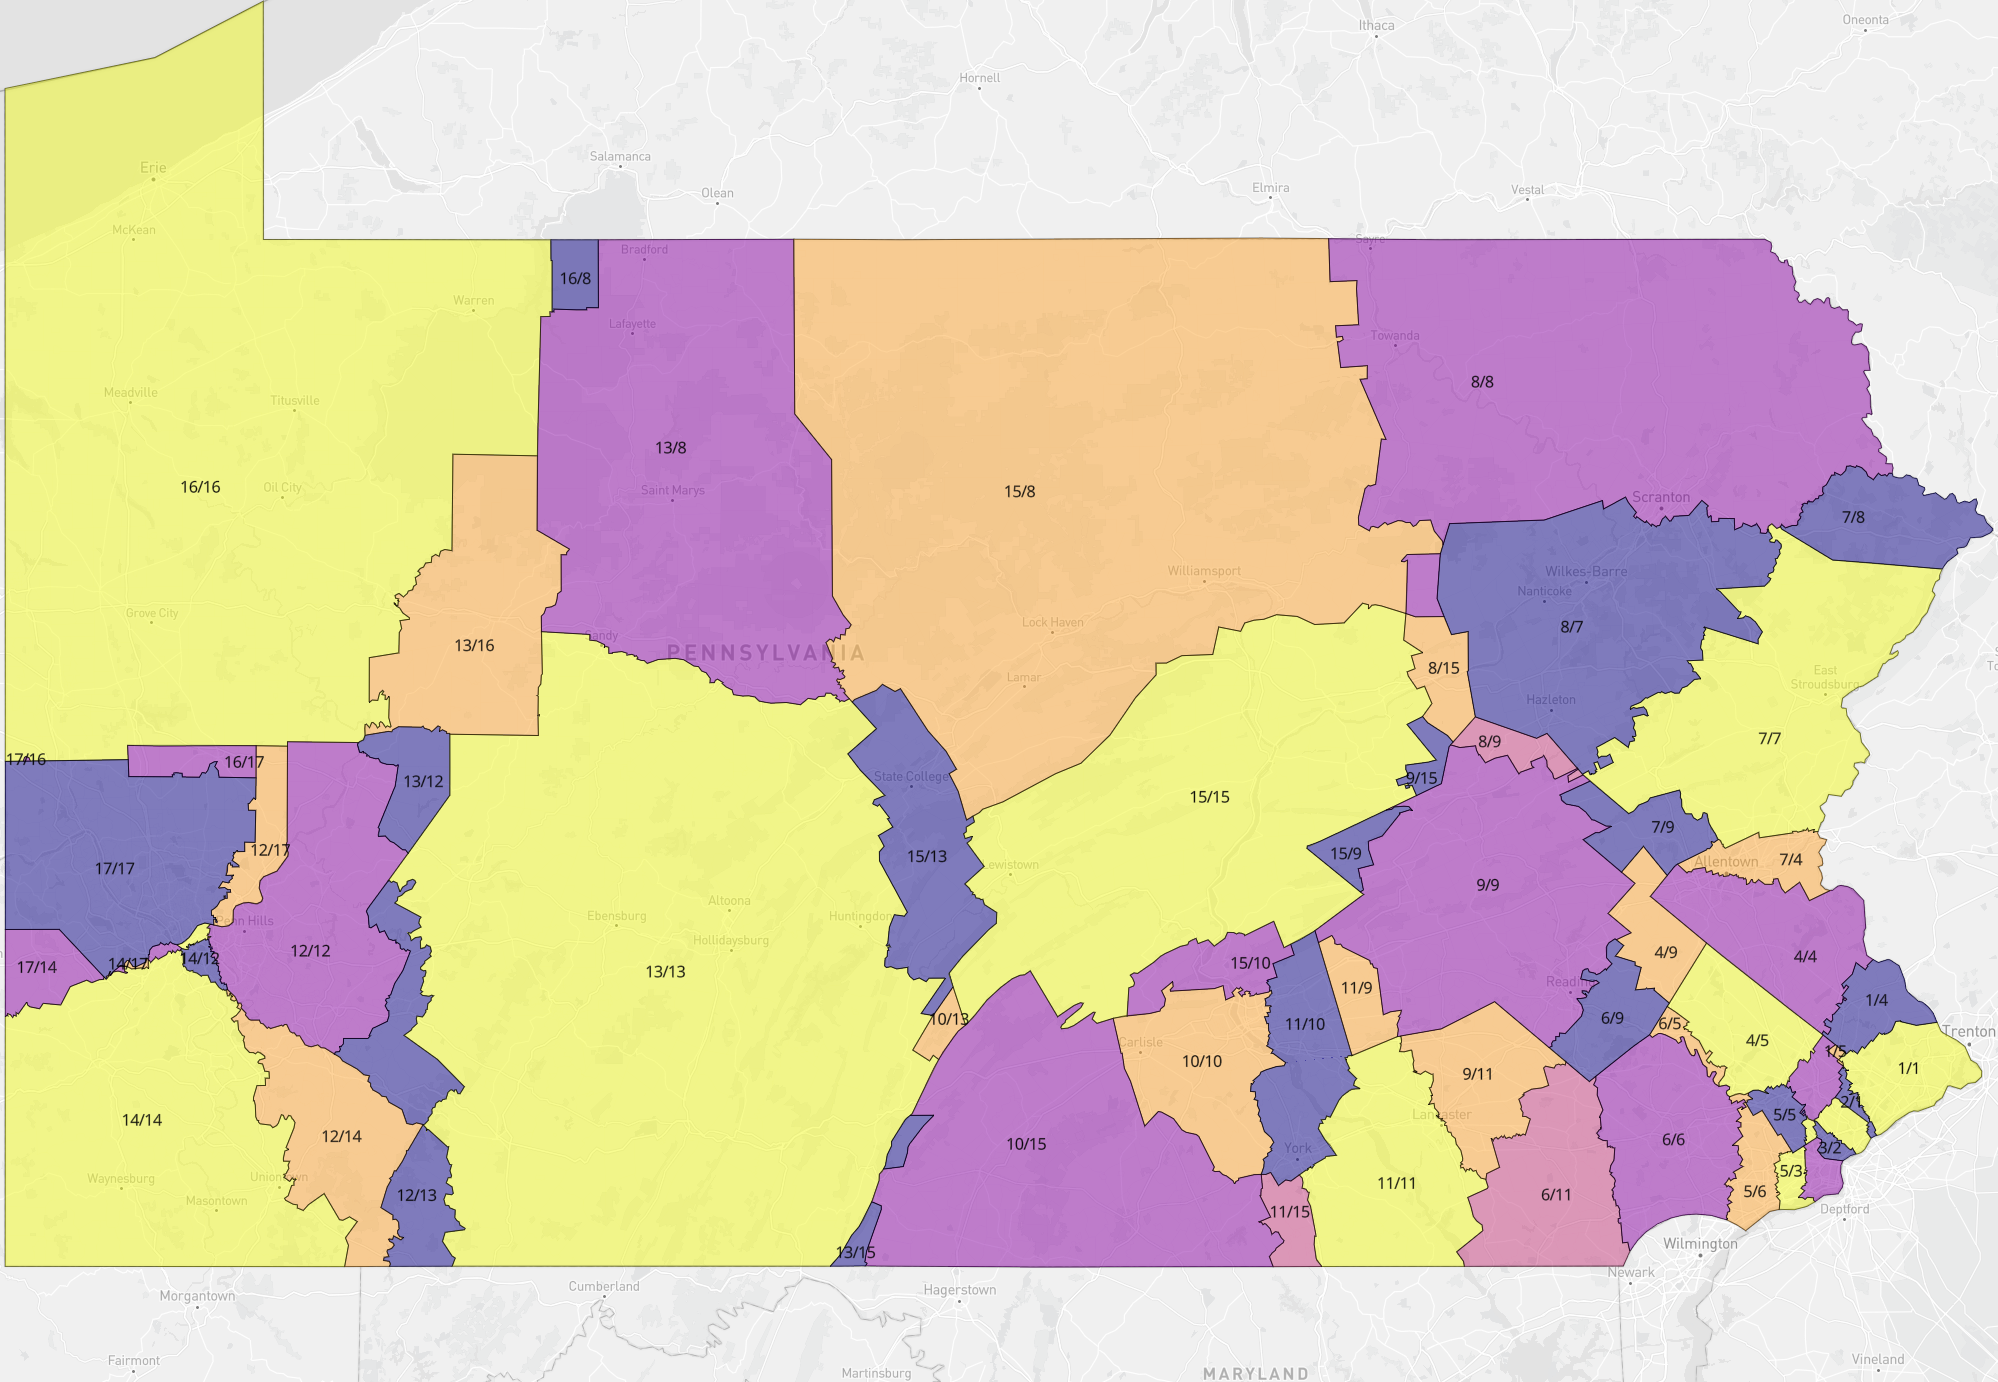 Ithaca
Oneonta
Hornell
Salamanca
Erie
Olean
Elmira
Vestal
McKean
Sayre
Bradford
16/8
Warren
Lafayette
Towanda
Meadville
Titusville
8/8
13/8
16/16
Oil City
Saint Marys
15/8
Scranton
7/8
Williamsport
Wilkes-Barre
Nanticoke
Grove City
Lock Haven
8/7
13/16
Sandy
PENNSYLVANIA
8/15
Lamar
East
Stroudsburg
Hazleton
7/7
8/9
17/16
16/17
13/12
State College
9/15
15/15
7/9
12/17
15/13
15/9
7/4
Allentown
17/17
Lewistown
9/9
Ebensburg
Altoona
Huntingdon
Penn Hills
Hollidaysburg
12/12
4/9
4/4
17/14
14/17
14/12
13/13
15/10
Reading
11/9
1/4
10/13
11/10
6/9
6/5
Trenton
Carlisle
4/5
1/5
10/10
9/11
1/1
2/1
14/14
12/14
10/15
Lancaster
5/5
6/6
3/2
York
Waynesburg
Uniontown
5/3
Masontown
12/13
11/11
6/11
5/6
11/15
Deptford
13/15
Wilmington
Newark
Morgantown
Cumberland
Hagerstown
Fairmont
Martinsburg
MARYLAND
Vineland